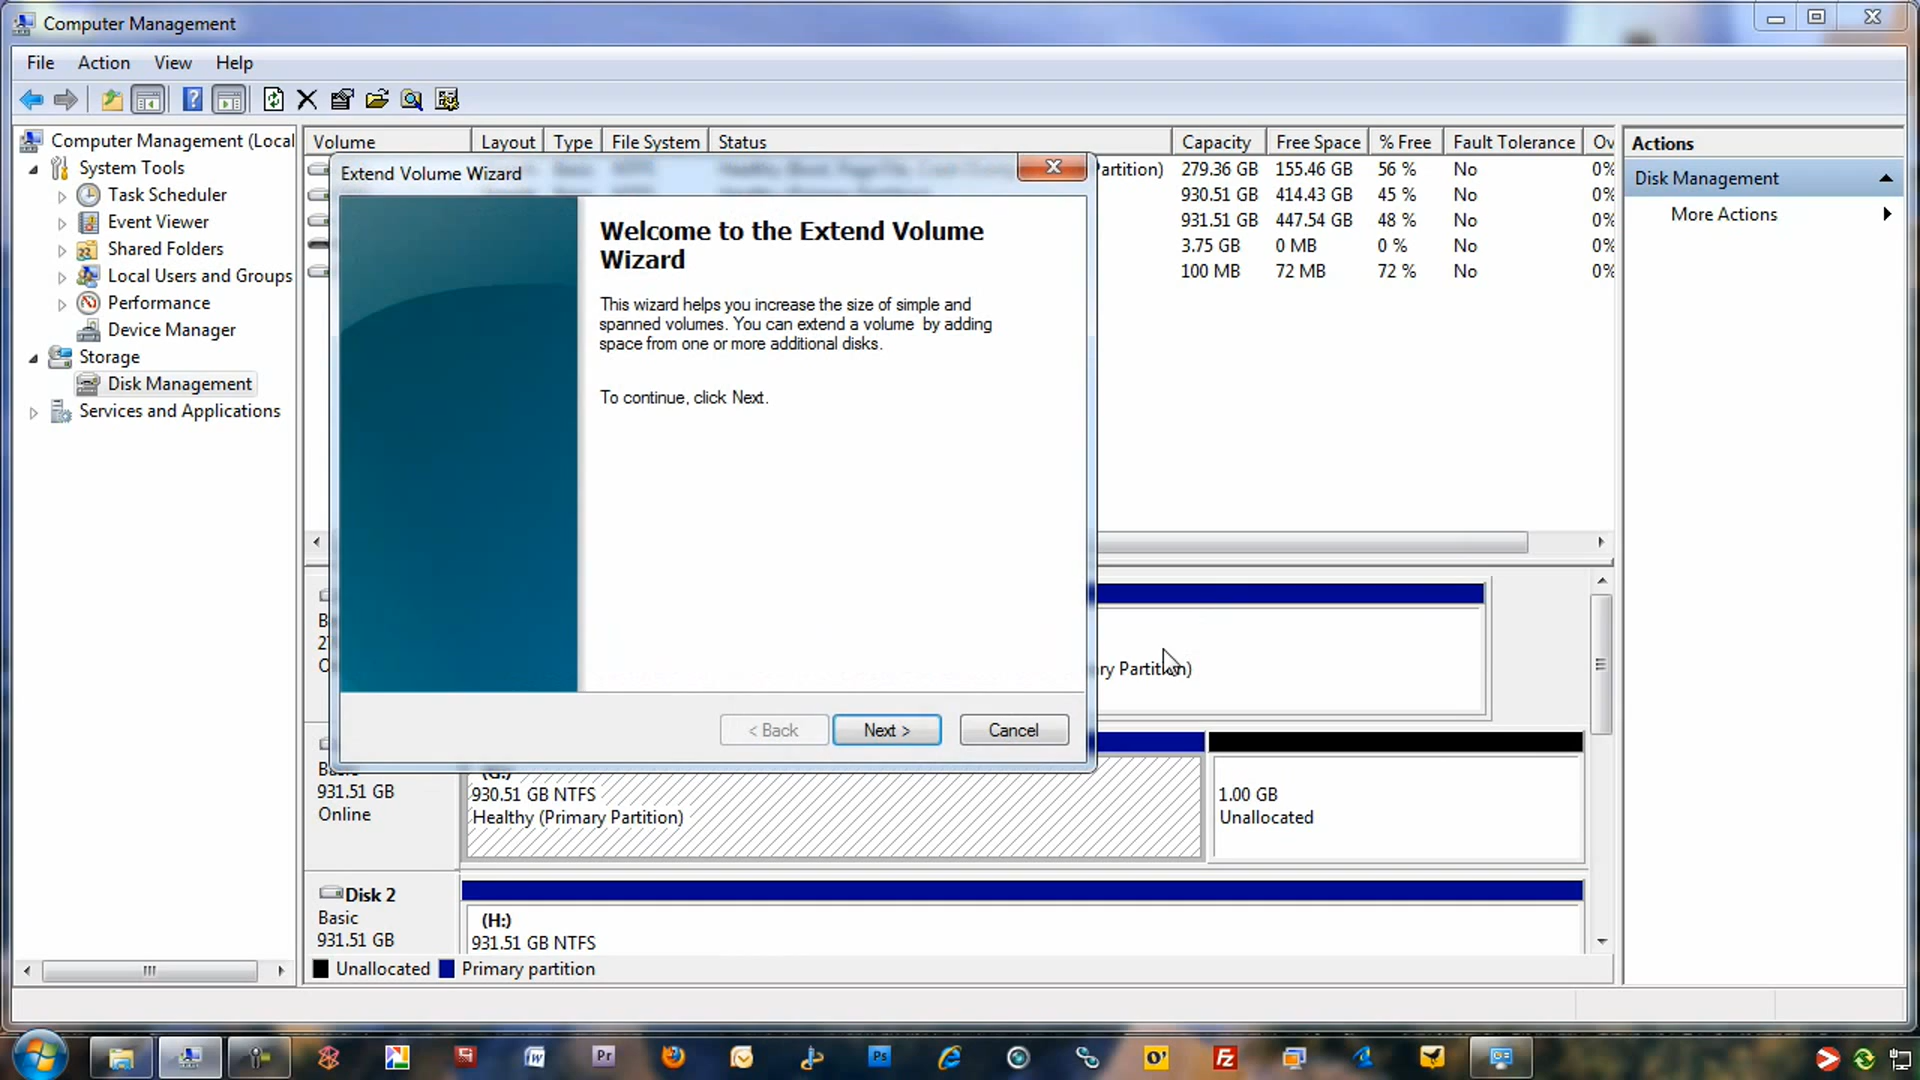 Computer Management
File Action View Help
Computer Management (Local
System Tools
Task Scheduler
Event Viewer
Shared Folders
Local Users and Groups
Performance
Device Manager
Storage
Disk Management
Services and Applications
Volume Layout Type File System Status Capacity Free Space % Free Fault Tolerance Ov
Partition) 279.36 GB 155.46 GB 56 % No 0%
930.51 GB 414.43 GB 45 % No 0%
931.51 GB 447.54 GB 48 % No 0%
3.75 GB 0 MB 0 % No 0%
100 MB 72 MB 72 % No 0%
Actions
Disk Management
More Actions
Extend Volume Wizard
Welcome to the Extend Volume
Wizard
This wizard helps you increase the size of simple and
spanned volumes. You can extend a volume by adding
space from one or more additional disks.
To continue, click Next.
< Back Next > Cancel
ry Partition)
931.51 GB
Online
930.51 GB NTFS
Healthy (Primary Partition)
1.00 GB
Unallocated
Disk 2
Basic
931.51 GB
(H:)
931.51 GB NTFS
Unallocated Primary partition
Pr
Ps
Fz